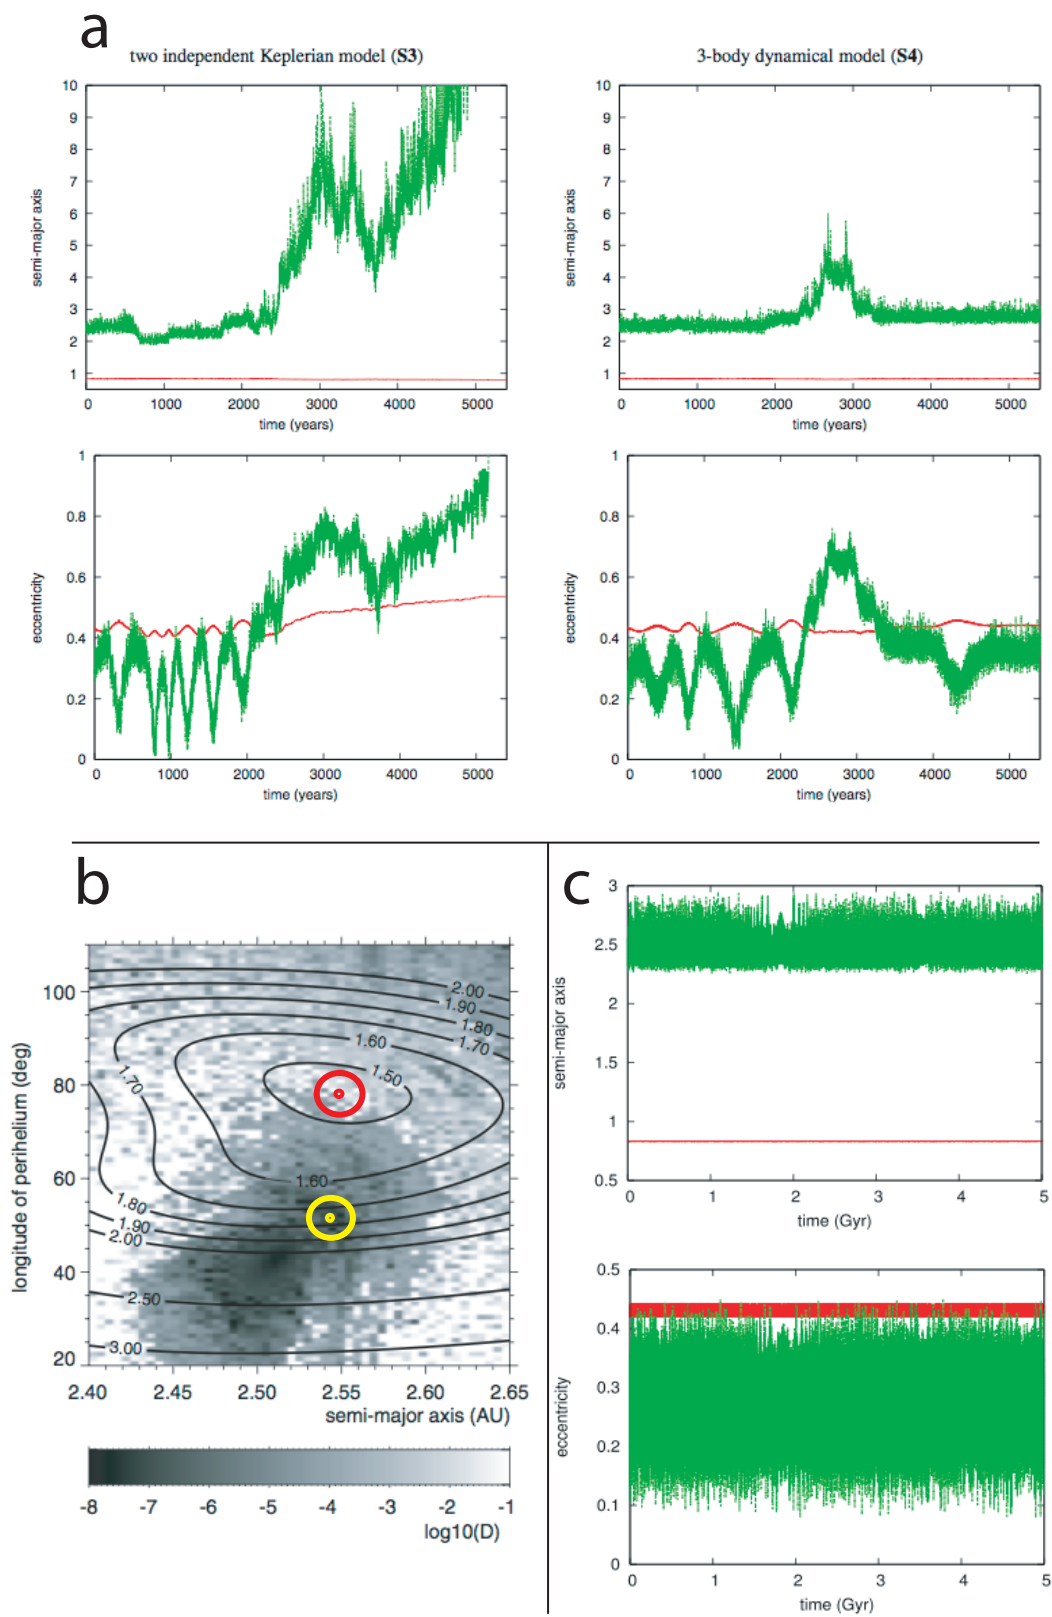 a
two independent Keplerian model (S3)
3-body dynamical model (S4)
10
9
8
7
6
5
4
3
2
1
semi-major axis
0 1000 2000 3000 4000 5000
time (years)
10
9
8
7
6
5
4
3
2
1
semi-major axis
0 1000 2000 3000 4000 5000
time (years)
1
0.8
0.6
0.4
0.2
0
eccentricity
0 1000 2000 3000 4000 5000
time (years)
1
0.8
0.6
0.4
0.2
0
eccentricity
0 1000 2000 3000 4000 5000
time (years)
b
100
80
60
40
20
longitude of perihelium (deg)
2.00
1.90
1.80
1.70
1.60
1.50
1.70
1.60
1.80
1.90
2.00
2.50
3.00
2.40 2.45 2.50 2.55 2.60 2.65
semi-major axis (AU)
-8 -7 -6 -5 -4 -3 -2 -1
log10(D)
c
3
2.5
2
1.5
1
0.5
semi-major axis
0 1 2 3 4 5
time (Gyr)
0.5
0.4
0.3
0.2
0.1
0
eccentricity
0 1 2 3 4 5
time (Gyr)